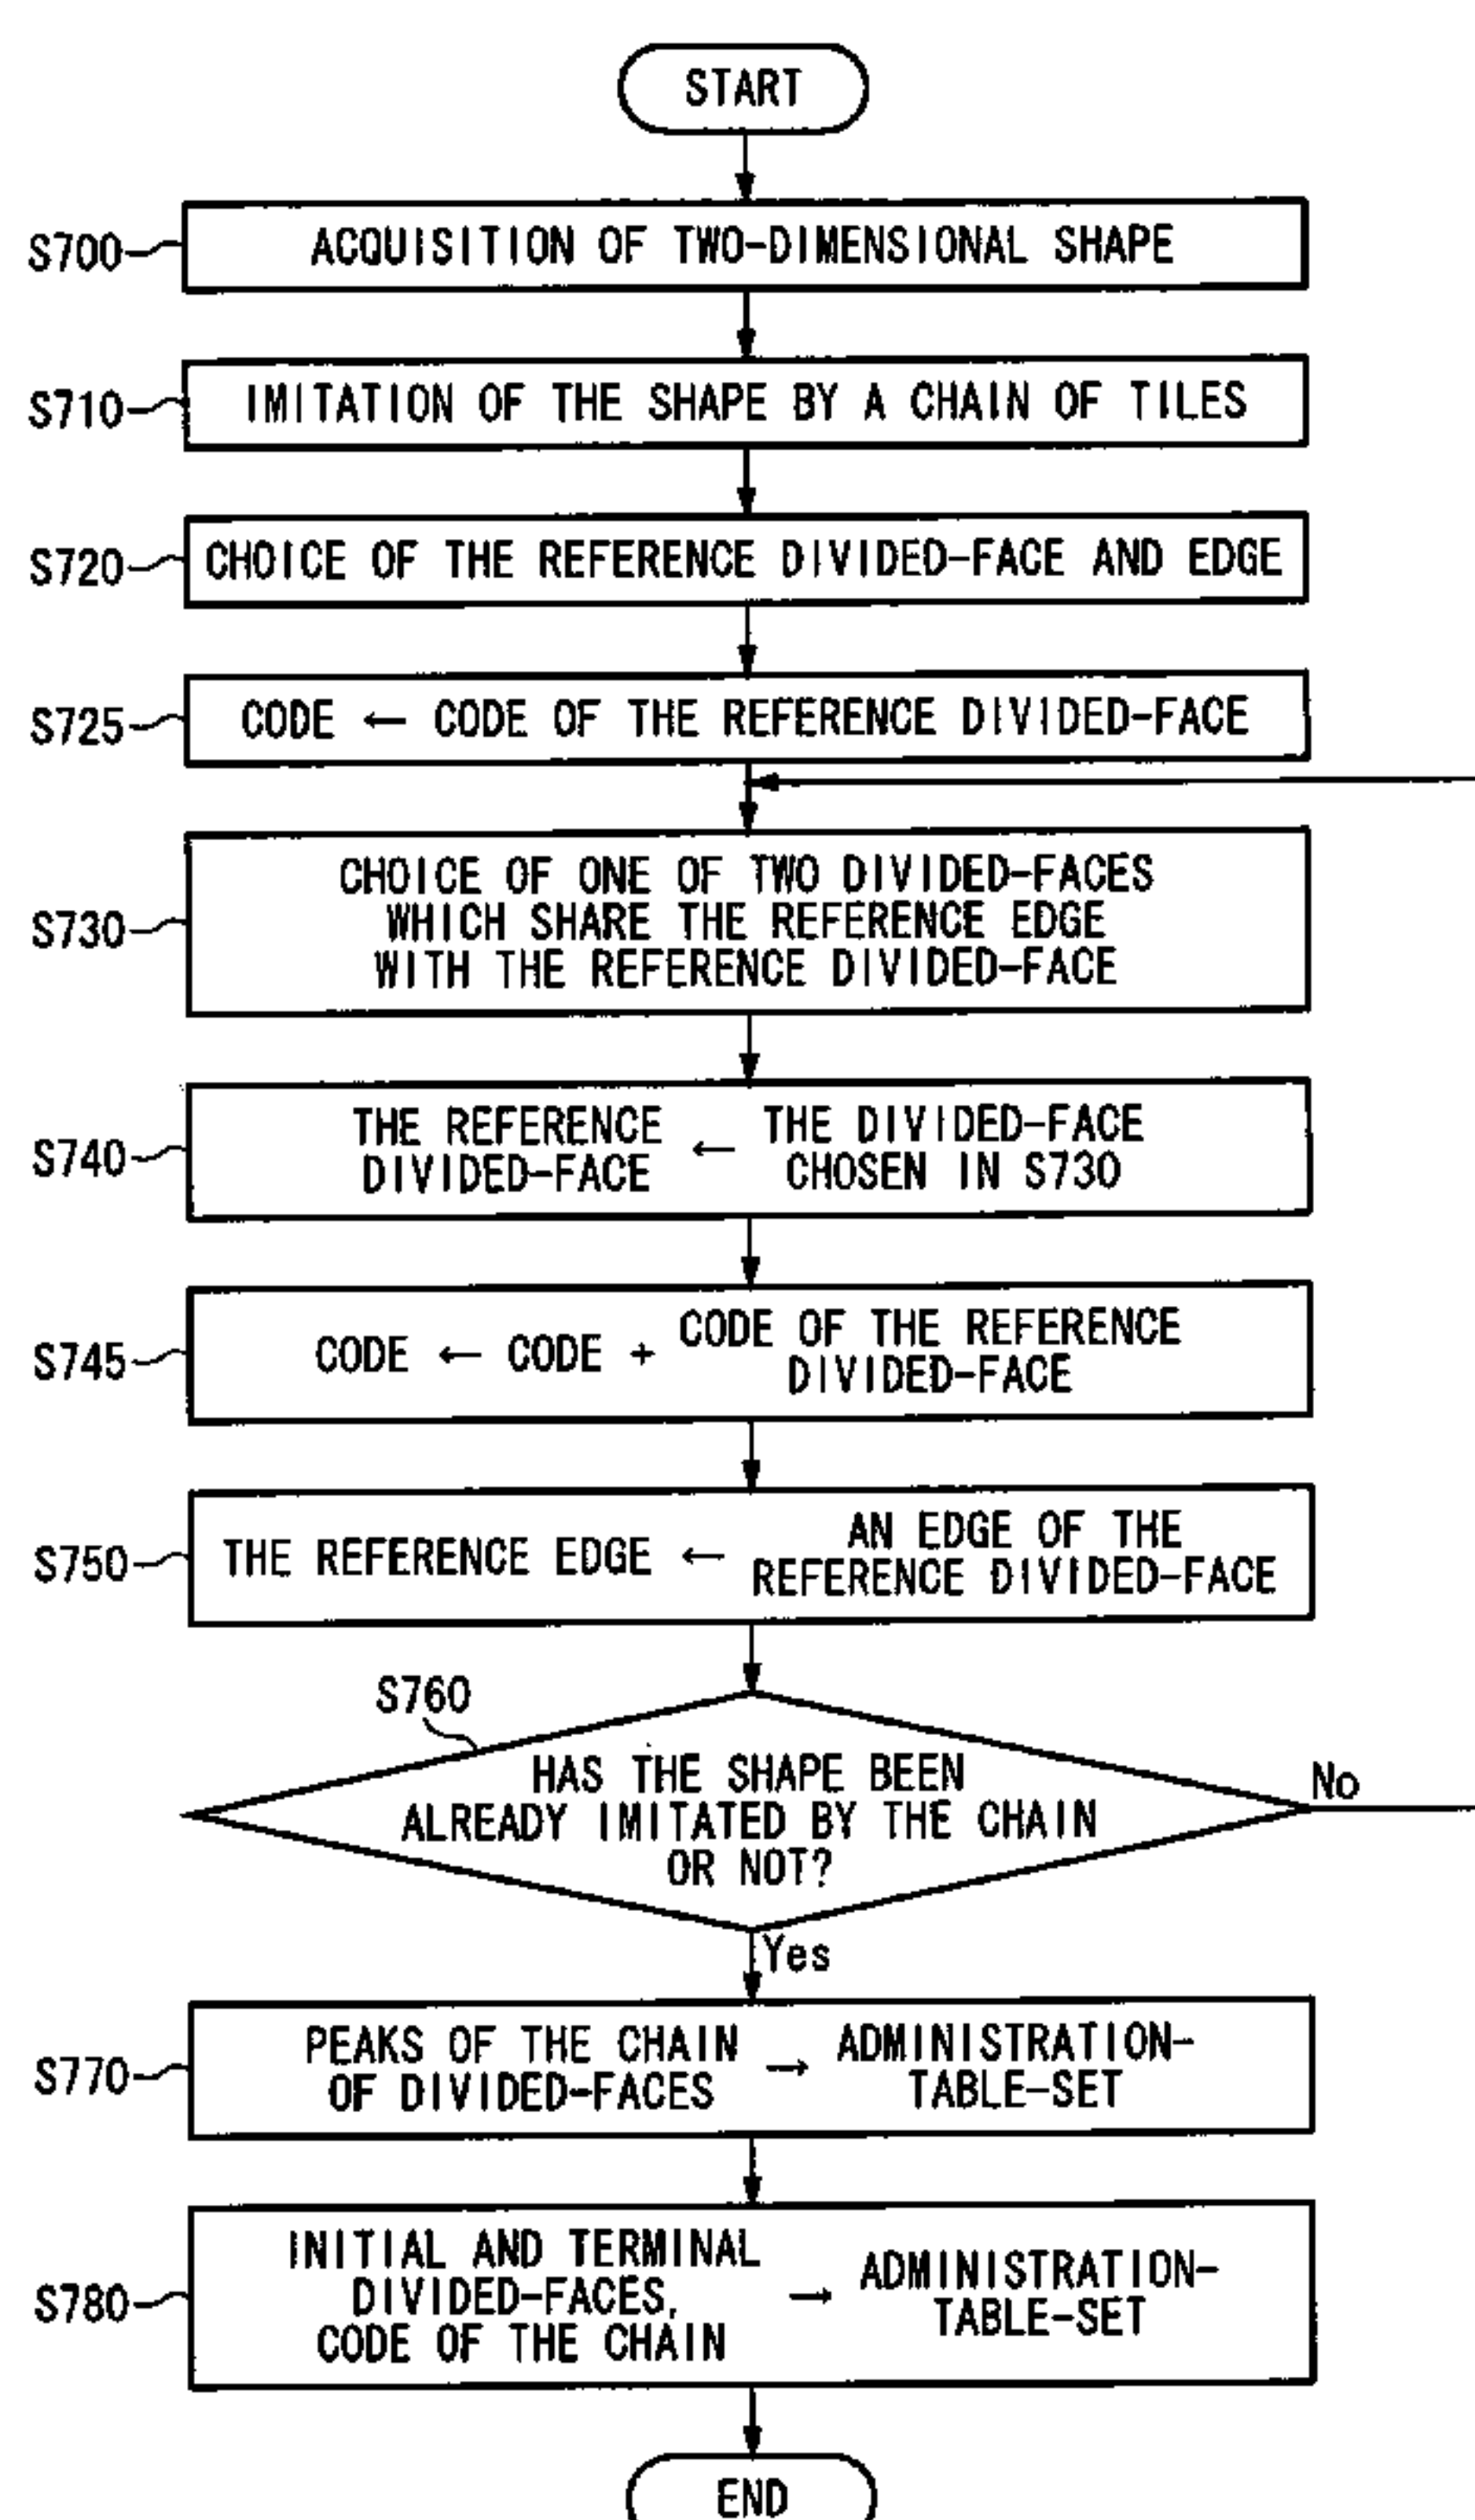 START
S700
ACQUISITION OF TWO-DIMENSIONAL SHAPE
S710
IMITATION OF THE SHAPE BY A CHAIN OF TILES
S720
CHOICE OF THE REFERENCE DIVIDED-FACE AND EDGE
S725
CODE ← CODE OF THE REFERENCE DIVIDED-FACE
S730
CHOICE OF ONE OF TWO DIVIDED-FACES
WHICH SHARE THE REFERENCE EDGE
WITH THE REFERENCE DIVIDED-FACE
S740
THE REFERENCE
DIVIDED-FACE
←
THE DIVIDED-FACE
CHOSEN IN S730
S745
CODE ← CODE +
CODE OF THE REFERENCE
DIVIDED-FACE
S750
THE REFERENCE EDGE ←
AN EDGE OF THE
REFERENCE DIVIDED-FACE
S760
HAS THE SHAPE BEEN
ALREADY IMITATED BY THE CHAIN
OR NOT?
No
Yes
S770
PEAKS OF THE CHAIN
OF DIVIDED-FACES
→
ADMINISTRATION-
TABLE-SET
S780
INITIAL AND TERMINAL
DIVIDED-FACES,
CODE OF THE CHAIN
→
ADMINISTRATION-
TABLE-SET
END